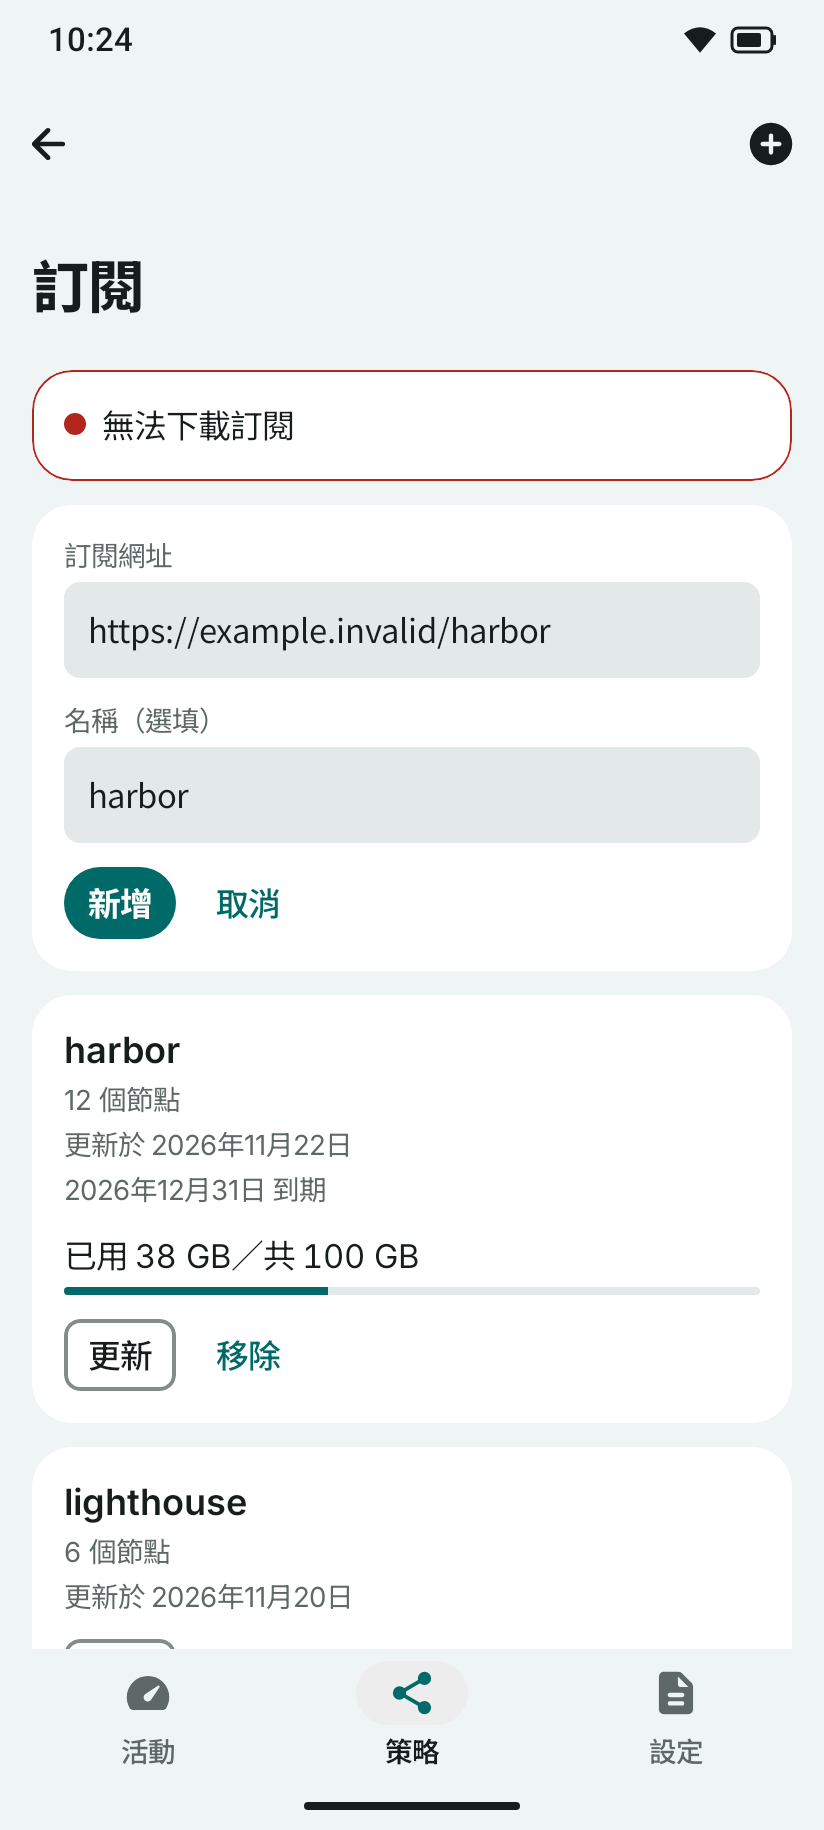 10:24
訂閱
無法下載訂閱
訂閱網址
https://example.invalid/harbor
名稱（選填）
harbor
新增
取消
harbor
12 個節點
更新於 2026年11月22日
2026年12月31日 到期
已用 38 GB／共 100 GB
更新
移除
lighthouse
6 個節點
更新於 2026年11月20日
活動
策略
設定